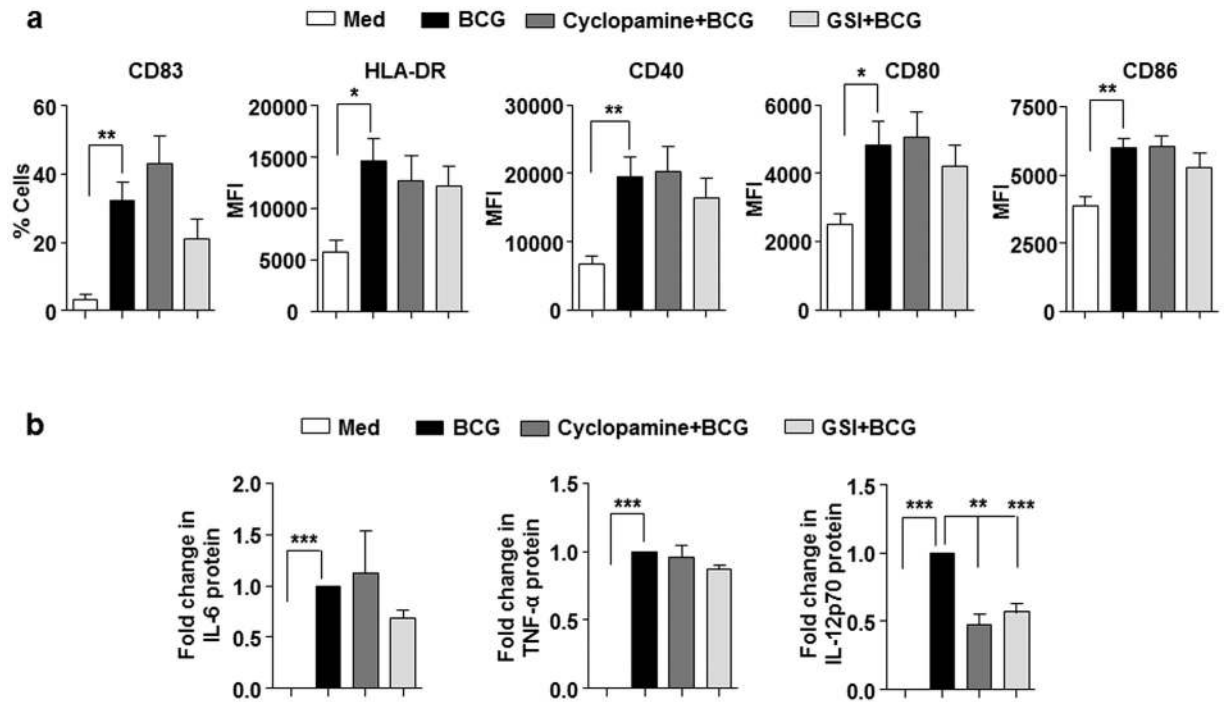 a
Med BCG Cyclopamine+BCG GSI+BCG
CD83 HLA-DR CD40 CD80 CD86
% Cells
60
40
20
0
**
MFI
20000
15000
10000
5000
0
*
MFI
30000
20000
10000
0
**
MFI
6000
4000
2000
0
*
MFI
7500
5000
2500
0
**
b
Med BCG Cyclopamine+BCG GSI+BCG
Fold change in
IL-6 protein
2.0
1.5
1.0
0.5
0.0
***
Fold change in
TNF-α protein
1.5
1.0
0.5
0.0
***
Fold change in
IL-12p70 protein
1.5
1.0
0.5
0.0
*** ** ***